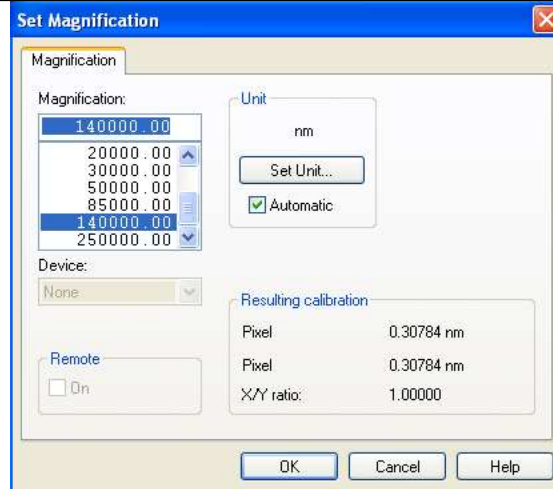 Set Magnification
Magnification
Magnification:
140000.00
20000.00
30000.00
50000.00
85000.00
140000.00
250000.00
Device:
None
Remote
On
Unit
nm
Set Unit...
Automatic
Resulting calibration
Pixel 0.30784 nm
Pixel 0.30784 nm
X/Y ratio: 1.00000
OK Cancel Help